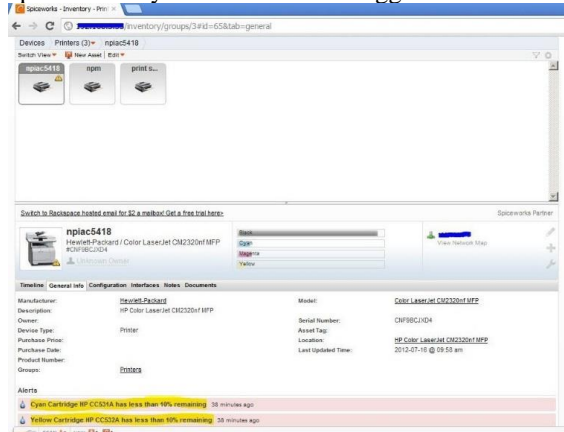 Spiceworks - Inventory - Print
/inventory/groups/3#id=65&tab=general
Devices Printers (3) npiac5418
Switch View New Asset Edit
npiac5418 npm print s...
Switch to Rackspace hosted email for $2 a mailbox! Get a free trial here>
Spiceworks Partner
npiac5418
Hewlett-Packard / Color LaserJet CM2320nf MFP
#CNF9BCJXD4
Unknown Owner
Black
Cyan
Magenta
Yellow
View Network Map
Timeline General Info Configuration Interfaces Notes Documents
Manufacturer: Hewlett-Packard Model: Color LaserJet CM2320nf MFP
Description: HP Color LaserJet CM2320nf MFP
Owner: Serial Number: CNF9BCJXD4
Device Type: Printer Asset Tag:
Purchase Price: Location: HP Color LaserJet CM2320nf MFP
Purchase Date: Last Updated Time: 2012-07-16 @ 09:58 am
Product Number:
Groups: Printers
Alerts
Cyan Cartridge HP CC531A has less than 10% remaining 38 minutes ago
Yellow Cartridge HP CC532A has less than 10% remaining 38 minutes ago